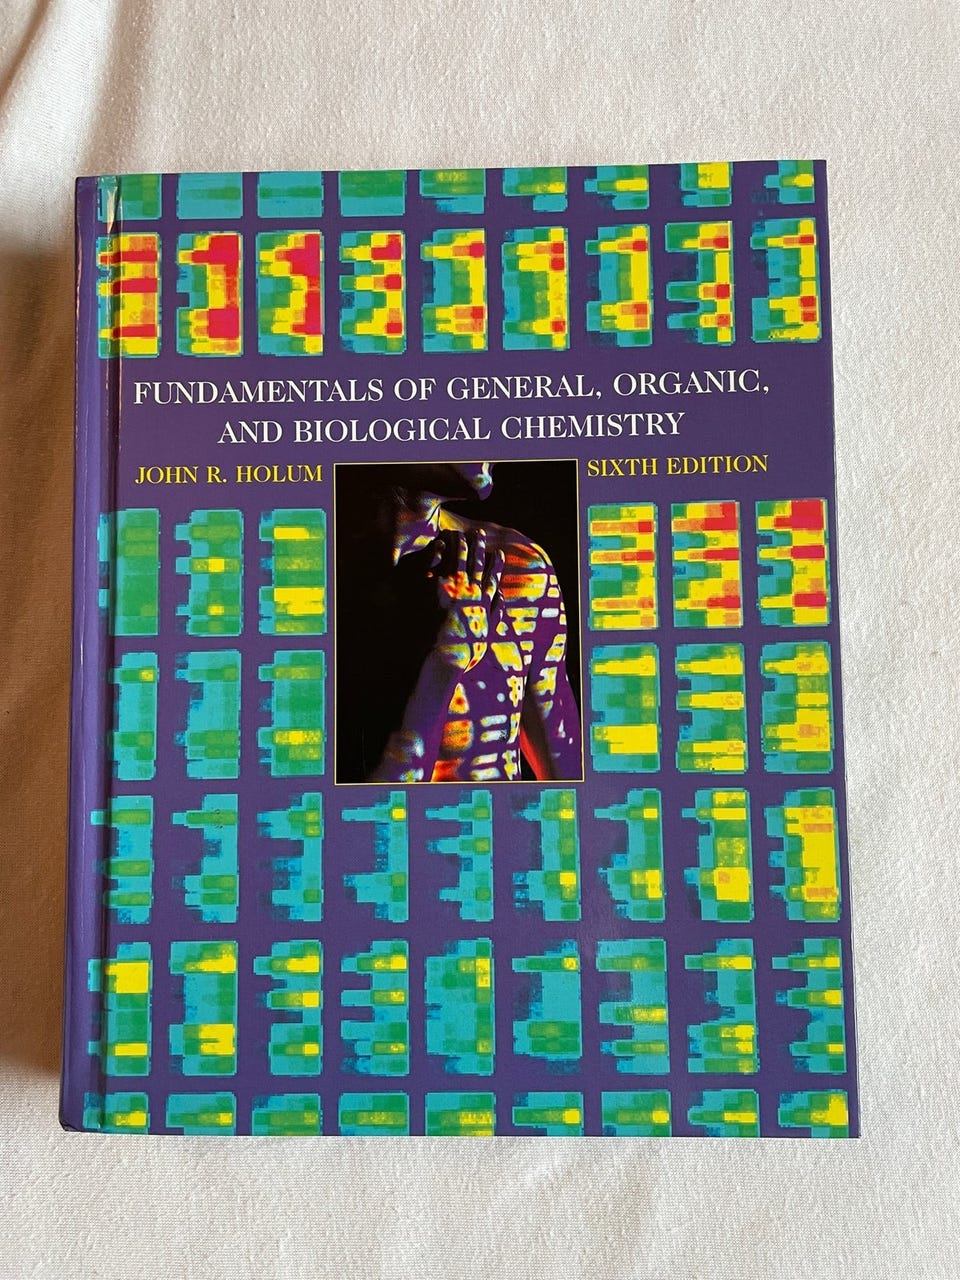 FUNDAMENTALS OF GENERAL, ORGANIC,
AND BIOLOGICAL CHEMISTRY
JOHN R. HOLUM
SIXTH EDITION